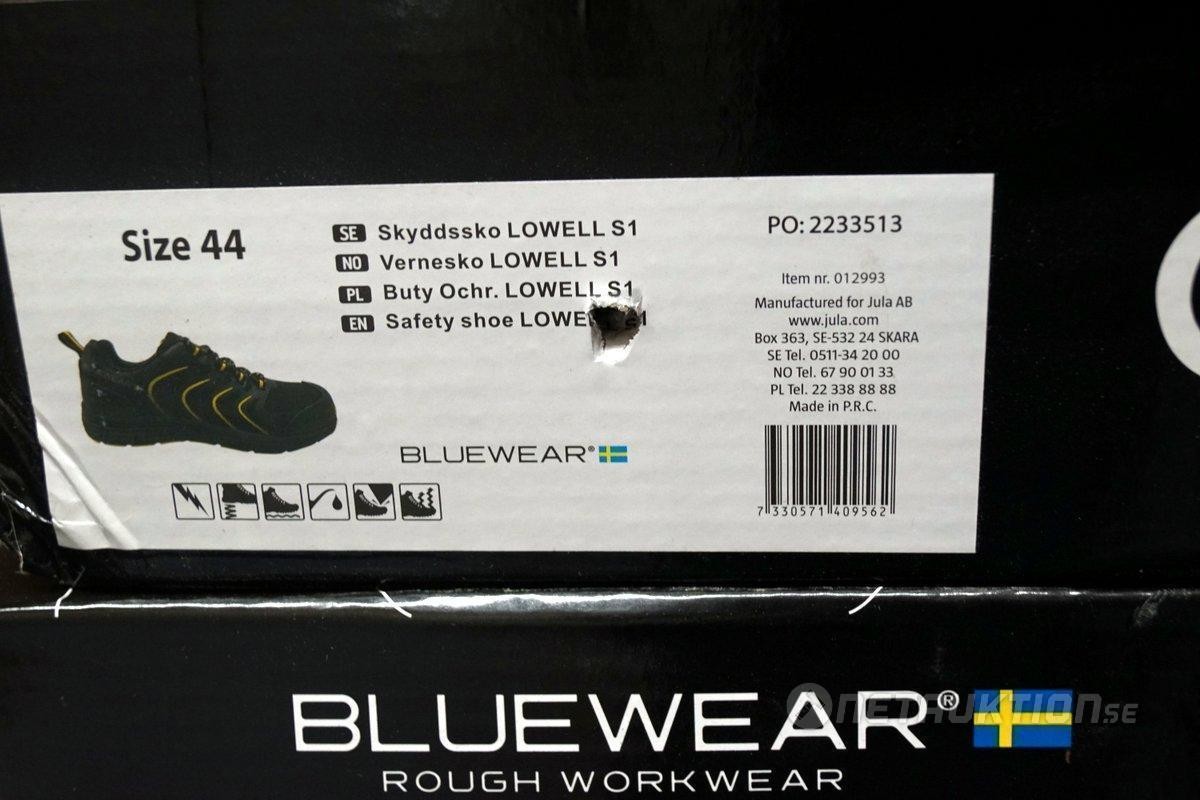 Size 44
SE Skyddssko LOWELL S1
NO Vernesko LOWELL S1
PL Buty Ochr. LOWELL S1
EN Safety shoe
BLUEWEAR®
PO: 2233513
Item nr. 012993
Manufactured for Jula AB
www.jula.com
Box 363, SE-532 24 SKARA
SE Tel. 0511-34 20 00
NO Tel. 67 90 01 33
PL Tel. 22 338 88 88
Made in P.R.C.
7 330571 409562
BLUEWEAR®
NETAUKTION.SE
ROUGH WORKWEAR